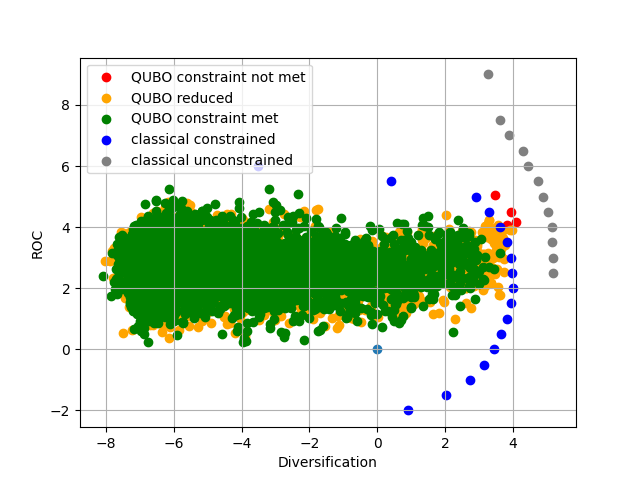 QUBO constraint not met
QUBO reduced
QUBO constraint met
classical constrained
classical unconstrained
8
6
4
2
0
−2
ROC
−8 −6 −4 −2 0 2 4
Diversification